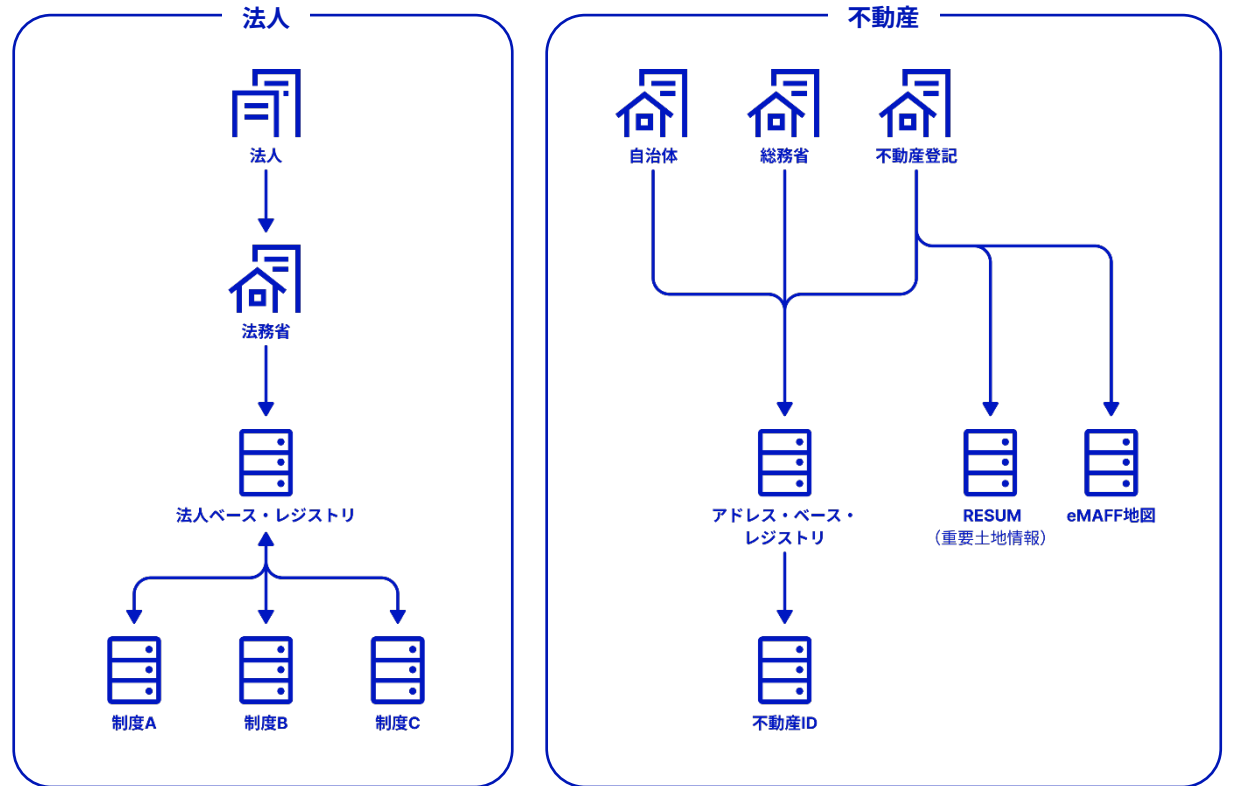 法人
法人
法務省
法人ベース・レジストリ
制度A
制度B
制度C
不動産
自治体
総務省
不動産登記
アドレス・ベース・
レジストリ
RESUM
（重要土地情報）
eMAFF地図
不動産ID